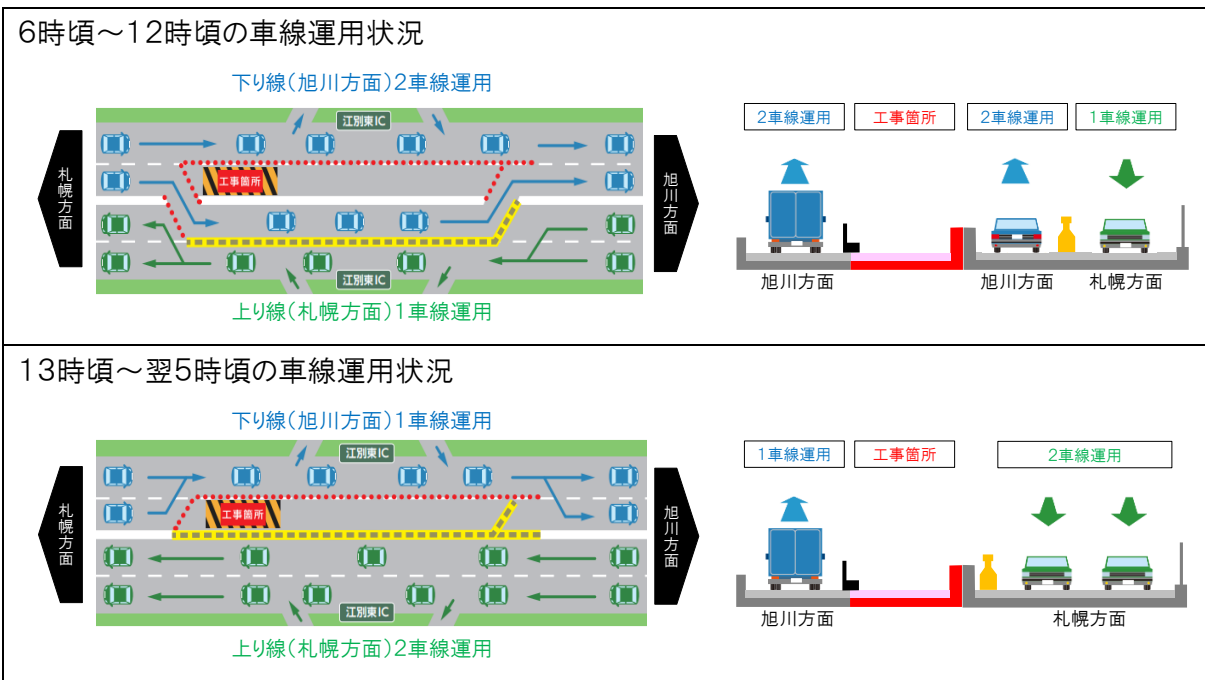 6時頃～12時頃の車線運用状況
下り線（旭川方面）2車線運用
江別東IC
札幌方面
工事箇所
旭川方面
江別東IC
上り線（札幌方面）1車線運用
2車線運用
工事箇所
2車線運用
1車線運用
旭川方面
旭川方面
札幌方面
13時頃～翌5時頃の車線運用状況
下り線（旭川方面）1車線運用
江別東IC
札幌方面
工事箇所
旭川方面
江別東IC
上り線（札幌方面）2車線運用
1車線運用
工事箇所
2車線運用
旭川方面
札幌方面